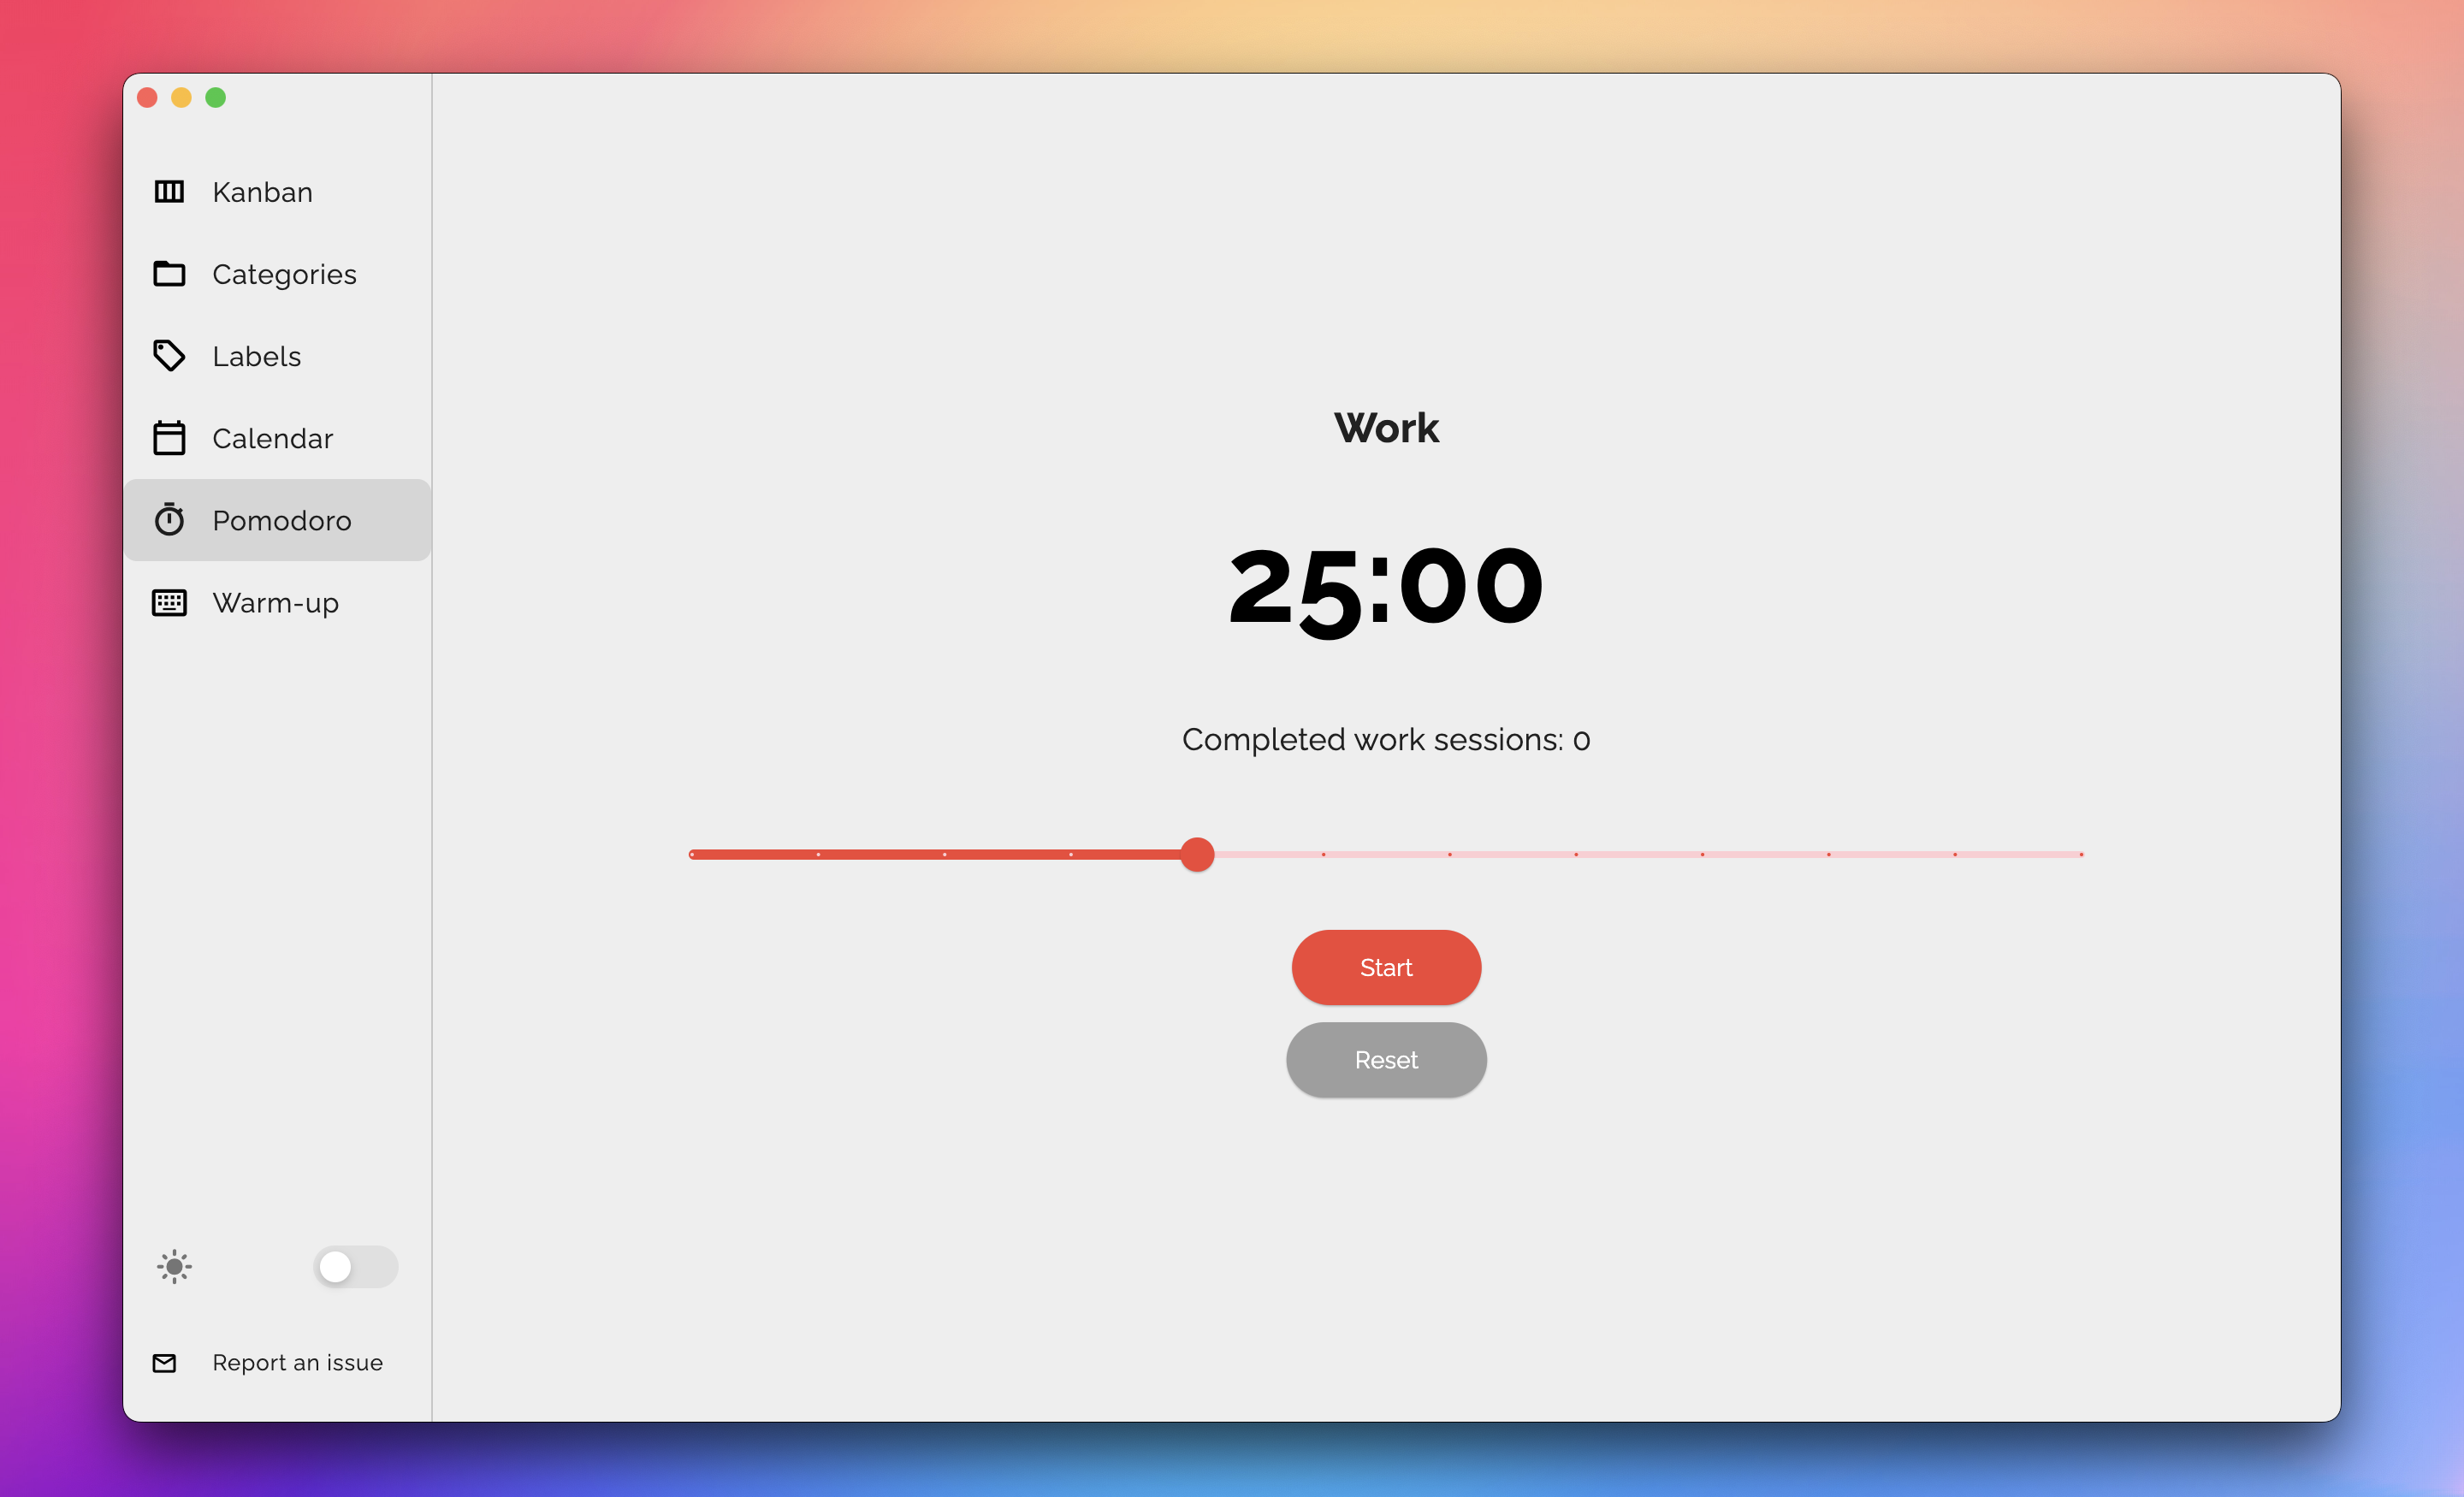 Kanban
Categories
Labels
Calendar
Pomodoro
Warm-up
Report an issue
Work
25:00
Completed work sessions: 0
Start
Reset